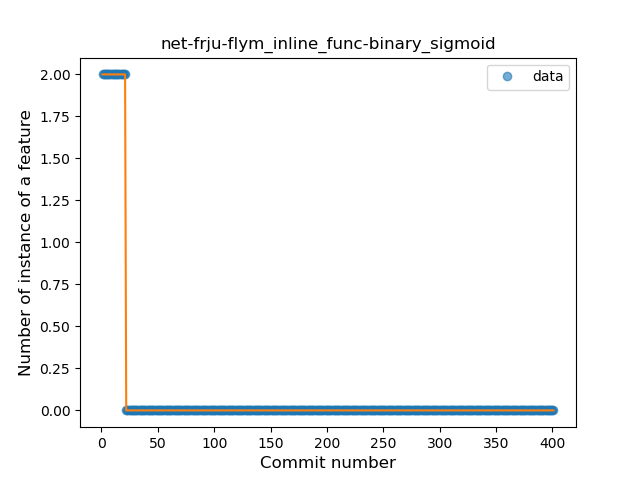 net-frju-flym_inline_func-binary_sigmoid
data
Number of instance of a feature
2.00
1.75
1.50
1.25
1.00
0.75
0.50
0.25
0.00
0 50 100 150 200 250 300 350 400
Commit number